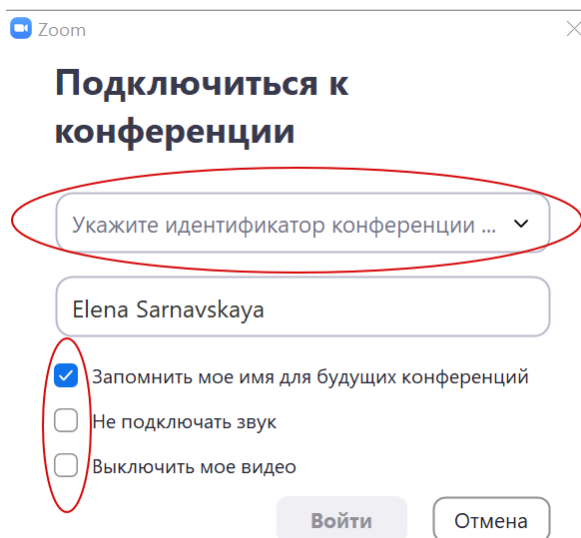 Zoom
Подключиться к
конференции
Укажите идентификатор конференции ...
Elena Sarnavskaya
Запомнить мое имя для будущих конференций
Не подключать звук
Выключить мое видео
Войти Отмена